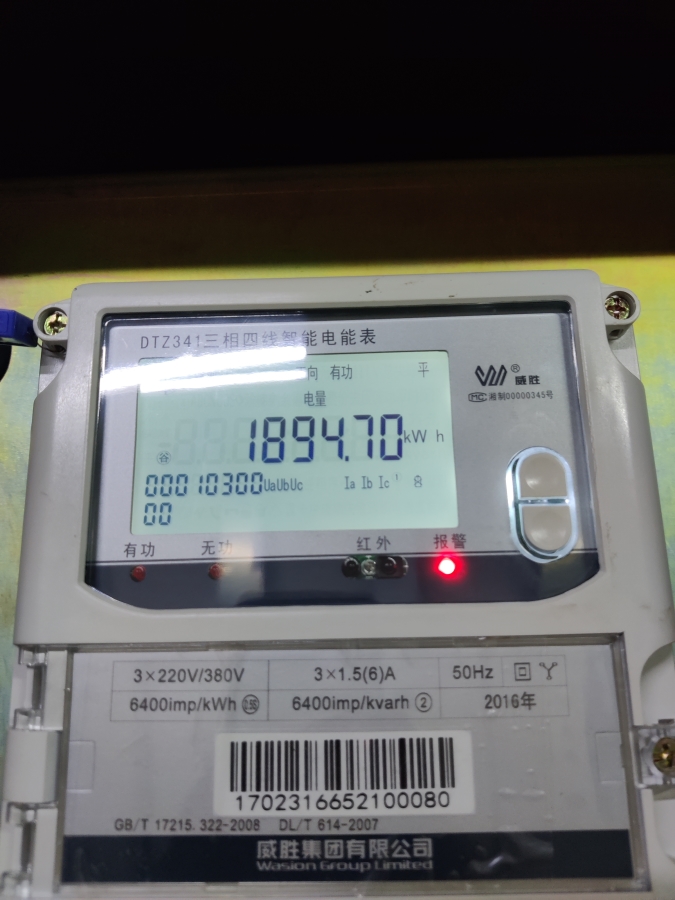 DTZ341三相四线智能电能表
向 有功 平
电量
威胜
MC 湘制00000345号
1894.70 kW h
谷
00010300 UaUbUc Ia Ib Ic
00
有功 无功 红外 报警
3×220V/380V 3×1.5(6)A 50Hz
6400imp/kWh 6400imp/kvarh ② 2016年
1702316652100080
GB/T 17215.322-2008 DL/T 614-2007
威胜集团有限公司
Wasion Group Limited